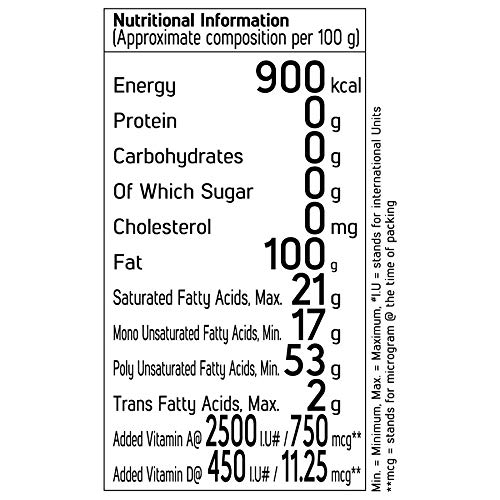 Nutritional Information
(Approximate composition per 100 g)
Energy 900 kcal
Protein 0 g
Carbohydrates 0 g
Of Which Sugar 0 g
Cholesterol 0 mg
Fat 100 g
Saturated Fatty Acids, Max. 21 g
Mono Unsaturated Fatty Acids, Min. 17 g
Poly Unsaturated Fatty Acids, Min. 53 g
Trans Fatty Acids, Max. 2 g
Added Vitamin A@ 2500 I.U# / 750 mcg**
Added Vitamin D@ 450 I.U# / 11.25 mcg**
Min. = Minimum, Max. = Maximum, #I.U = stands for international Units
**mcg = stands for microgram @ the time of packing